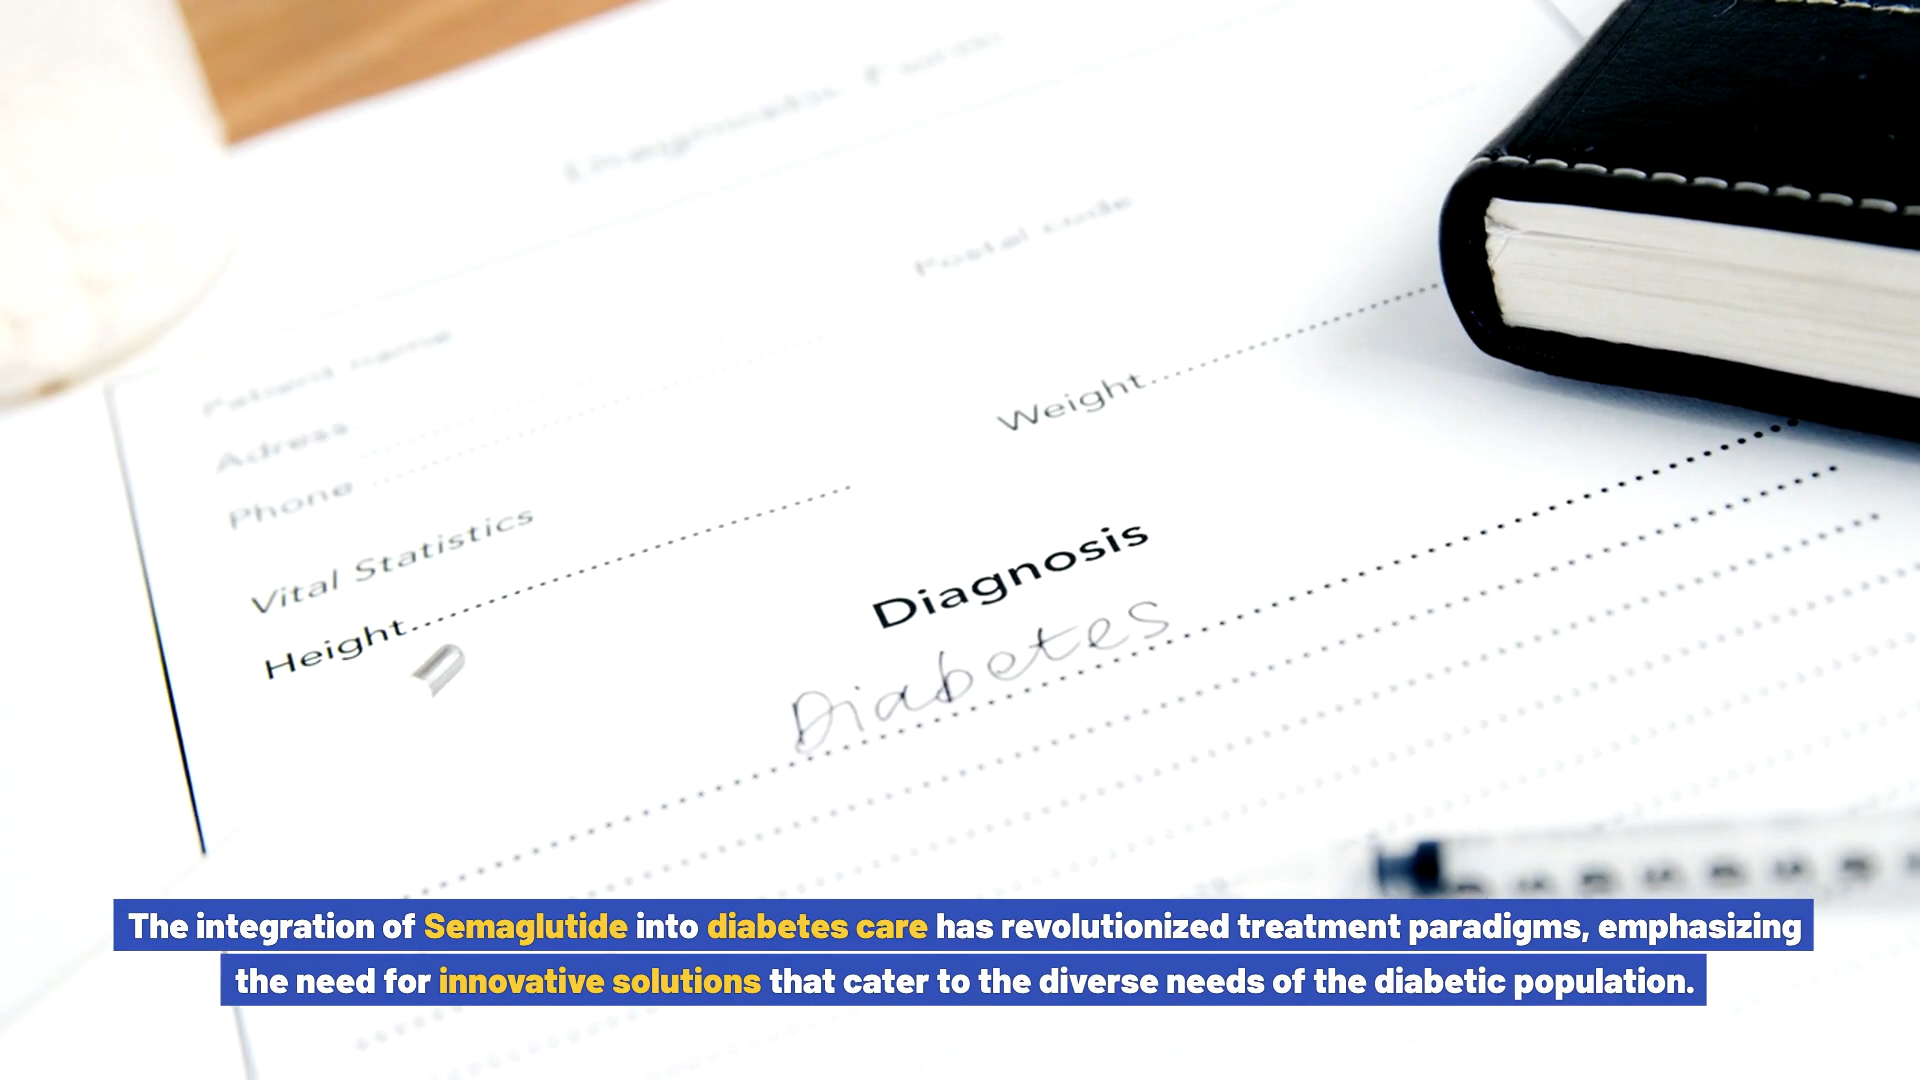 Postal code
Patient name
Adress
Phone
Weight
Vital Statistics
Height
Diagnosis
Diabetes
The integration of Semaglutide into diabetes care has revolutionized treatment paradigms, emphasizing
the need for innovative solutions that cater to the diverse needs of the diabetic population.